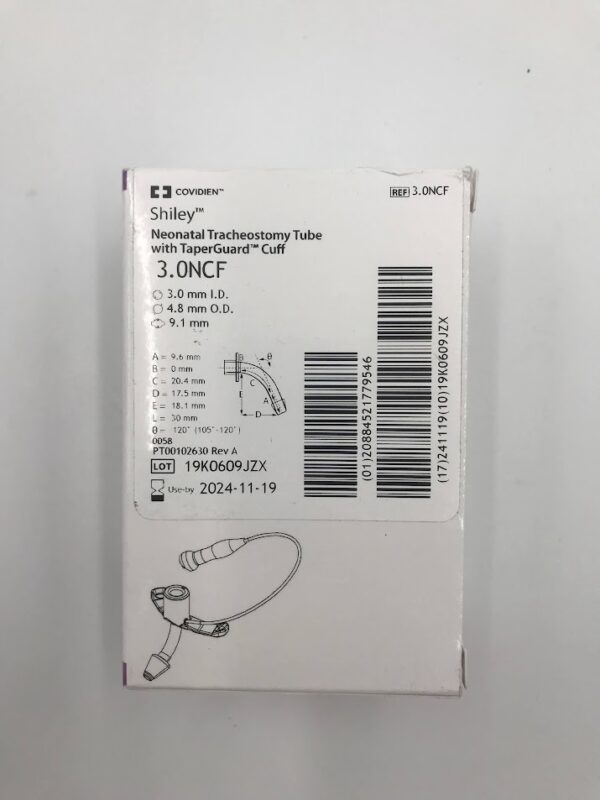 COVIDIEN™
REF 3.0NCF
Shiley™
Neonatal Tracheostomy Tube
with TaperGuard™ Cuff
3.0NCF
3.0 mm I.D.
4.8 mm O.D.
9.1 mm
A = 9.6 mm
B = 0 mm
C = 20.4 mm
D = 17.5 mm
E = 18.1 mm
L = 30 mm
θ = 120° (105°-120°)
B
θ
C
E
A
D
0058
PT00102630 Rev A
LOT 19K0609JZX
Use-by 2024-11-19
(01)20884521779546
(17)241119(10)19K0609JZX